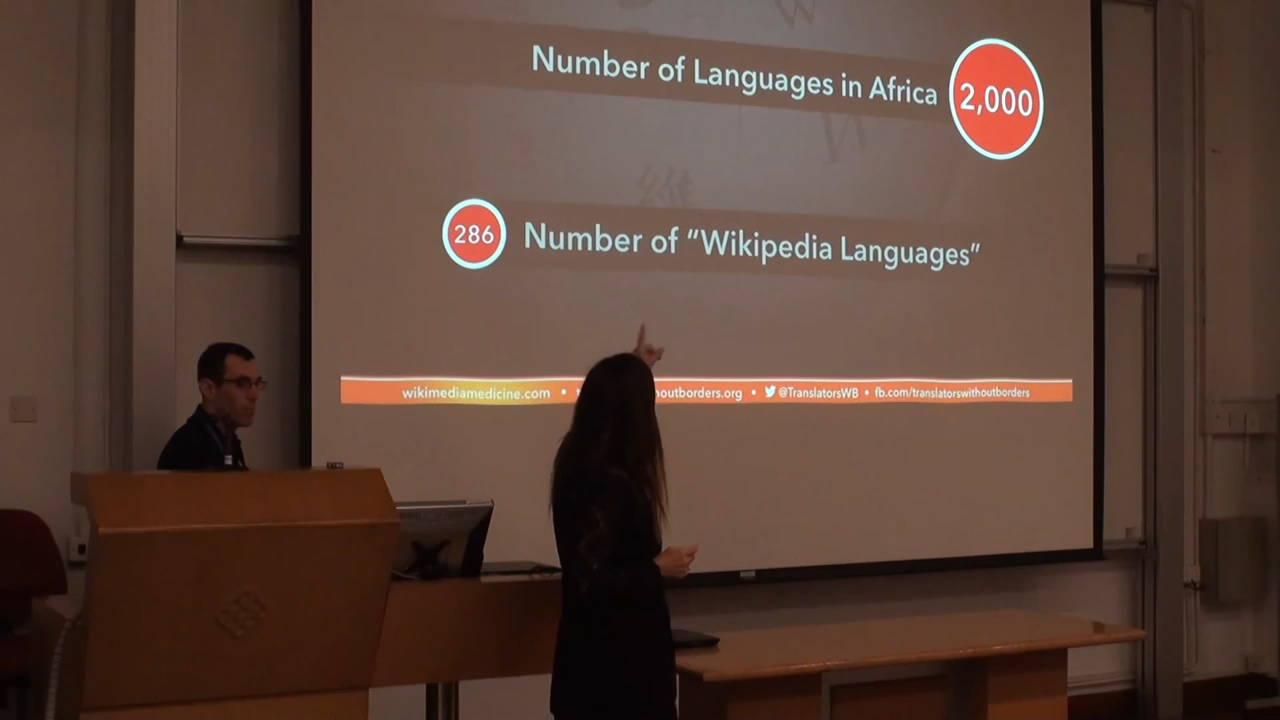 Number of Languages in Africa 2,000
維
286 Number of “Wikipedia Languages”
wikimediamedicine.com • outborders.org • @TranslatorsWB • fb.com/translatorswithoutborders